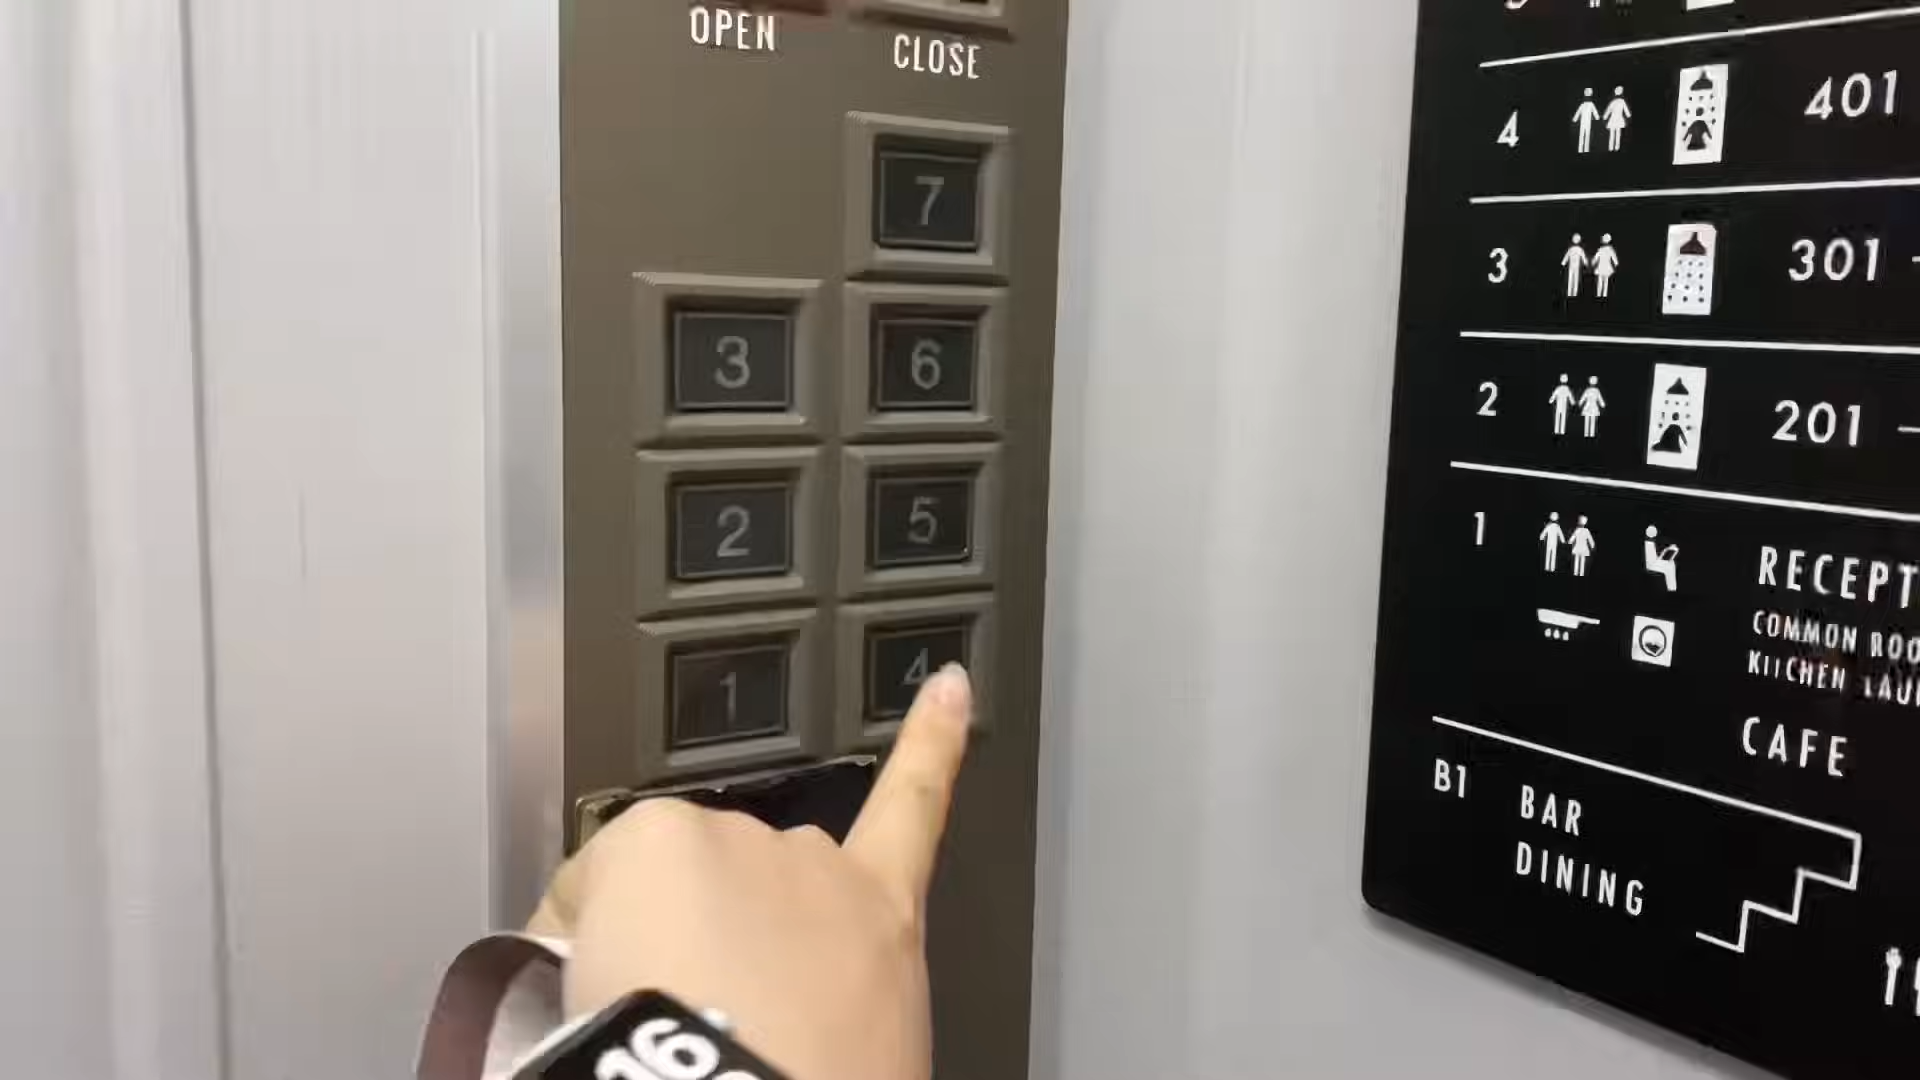 OPEN
CLOSE
7
3
6
2
5
1
4
4
401
3
301
2
201
1
RECEPT
COMMON ROO
KITCHEN LAU
CAFE
B1
BAR
DINING
16